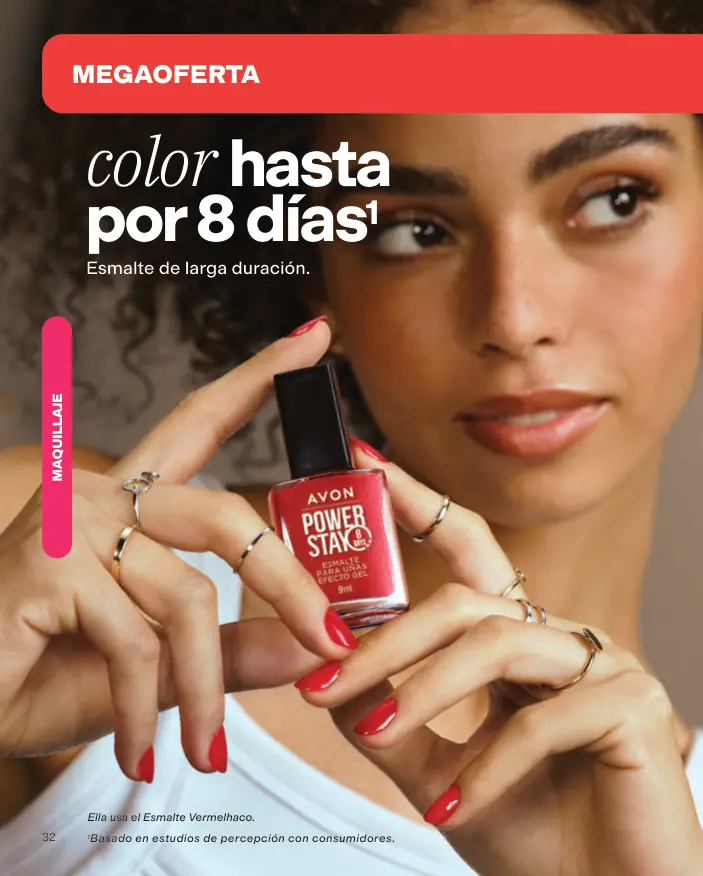 MEGAOFERTA
color hasta
por 8 días¹
Esmalte de larga duración.
MAQUILLAJE
AVON
POWER
STAY
8
DAYS
ESMALTE
PARA UÑAS
EFECTO GEL
9ml
Ella usa el Esmalte Vermelhaco.
32
¹Basado en estudios de percepción con consumidores.